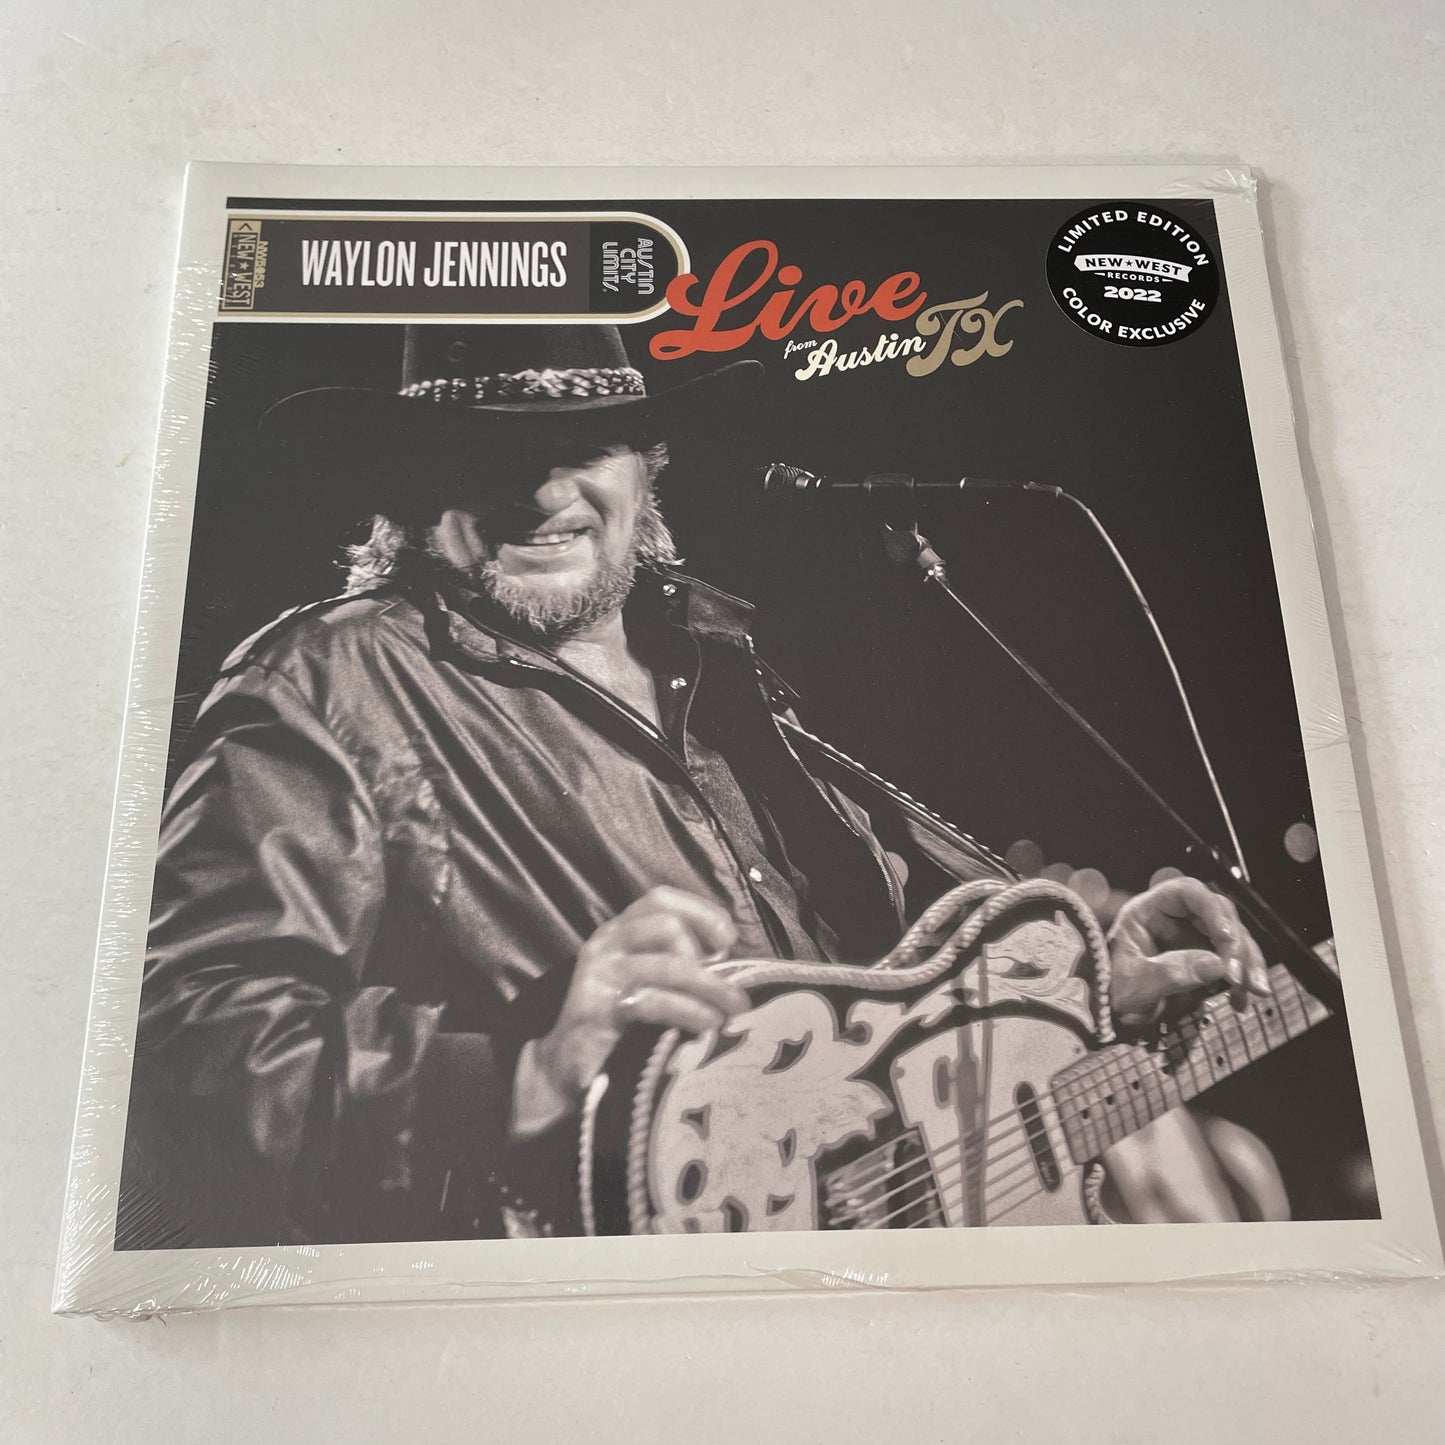 NW5953
NEW★WEST
WAYLON JENNINGS
AUSTIN
CITY
LIMITS
Live
from Austin TX
LIMITED EDITION
NEW★WEST
RECORDS
2022
COLOR EXCLUSIVE